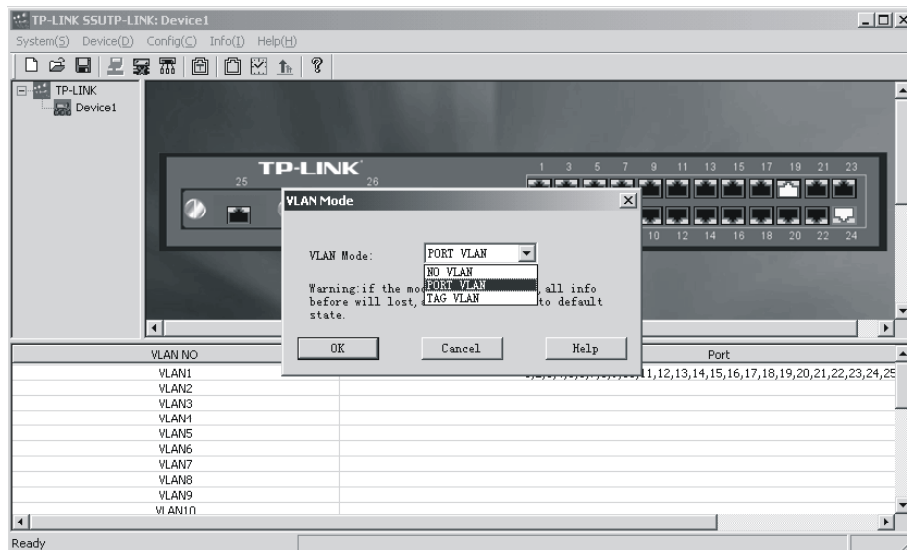 TP-LINK SSUTP-LINK: Device1
System(S) Device(D) Config(C) Info(I) Help(H)
TP-LINK
Device1
TP-LINK
1 3 5 7 9 11 13 15 17 19 21 23
25 26
VLAN Mode
10 12 14 16 18 20 22 24
VLAN Mode: PORT VLAN
NO VLAN
PORT VLAN
TAG VLAN
Warning:if the , all info
before will lost, to default
state.
OK Cancel Help
VLAN NO Port
VLAN1 11,12,13,14,15,16,17,18,19,20,21,22,23,24,25
VLAN2
VLAN3
VLAN4
VLAN5
VLAN6
VLAN7
VLAN8
VLAN9
VLAN10
Ready